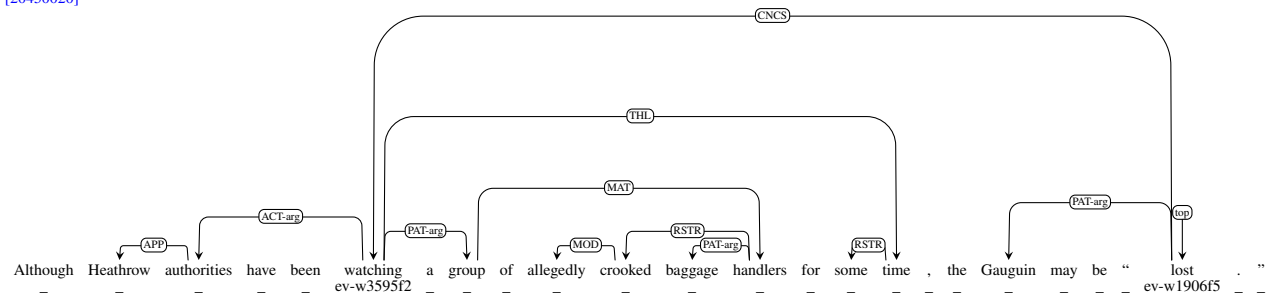 CNCS
THL
MAT
ACT-arg PAT-arg RSTR PAT-arg top
APP MOD PAT-arg RSTR
Although Heathrow authorities have been watching a group of allegedly crooked baggage handlers for some time , the Gauguin may be “ lost . ”
_ _ _ _ _ ev-w3595f2 _ _ _ _ _ _ _ _ _ _ _ _ _ _ _ _ ev-w1906f5 _ _